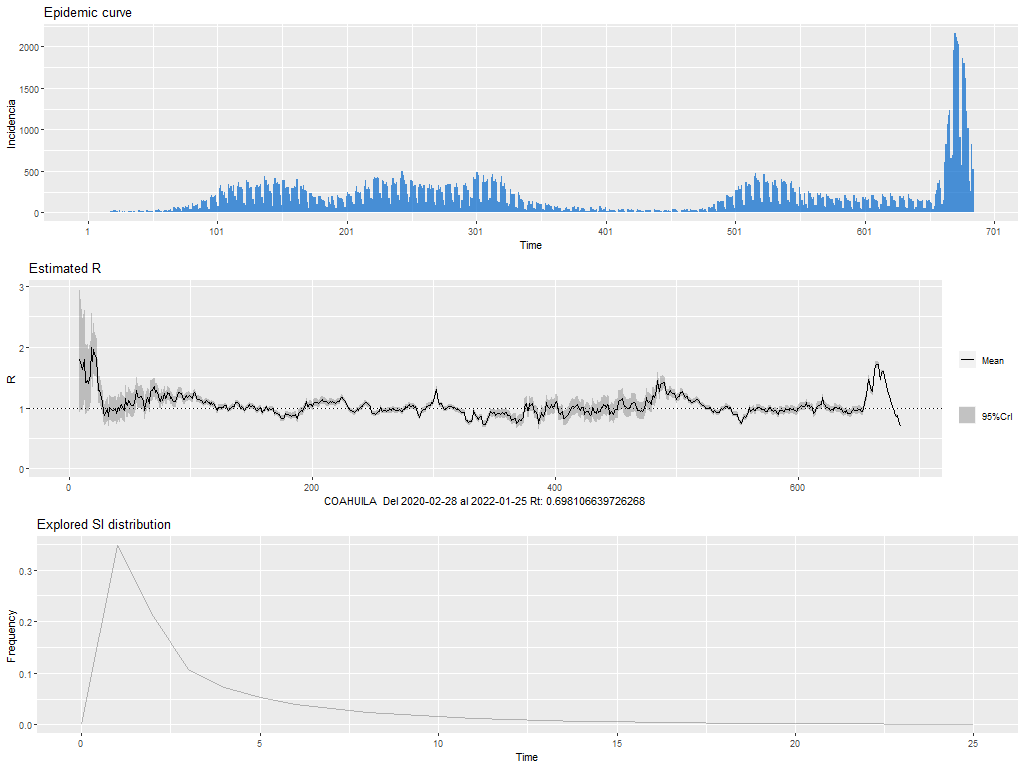 Epidemic curve
2000
1500
1000
500
0
Incidencia
1 101 201 301 401 501 601 701
Time
Estimated R
3
2
1
0
R
Mean
95%CrI
0 200 400 600
COAHUILA Del 2020-02-28 al 2022-01-25 Rt: 0.698106639726268
Explored SI distribution
0.3
0.2
0.1
0.0
Frequency
0 5 10 15 20 25
Time